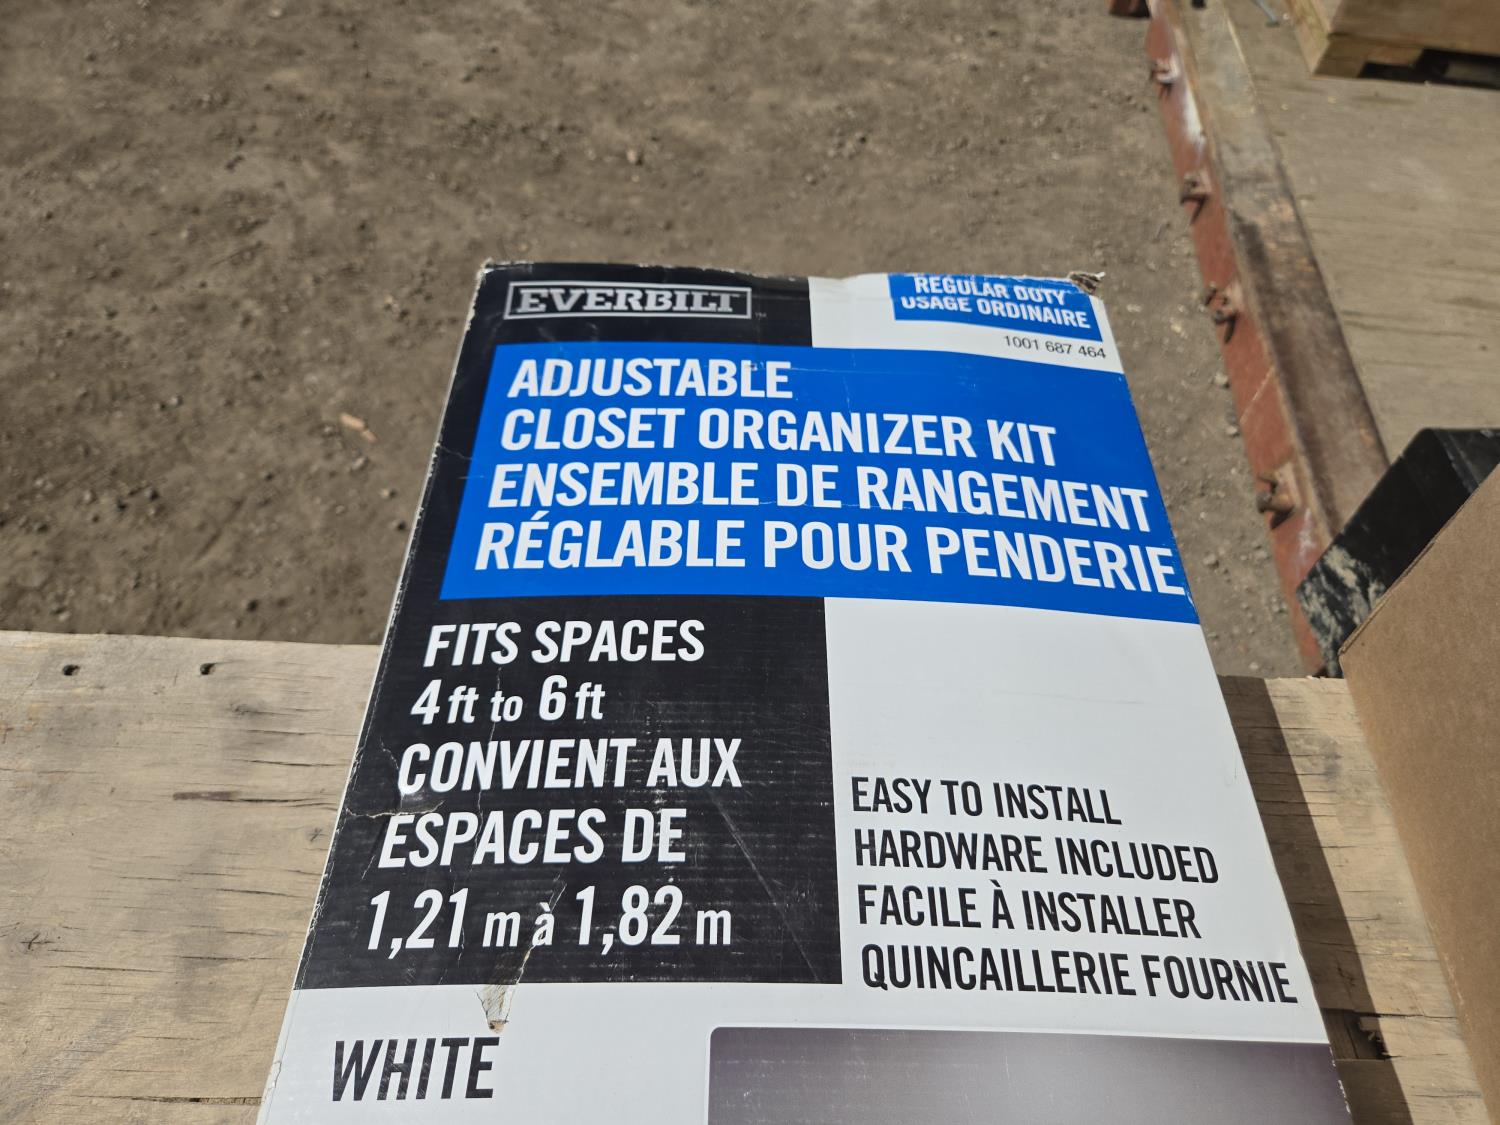 EVERBILT™
REGULAR DUTY
USAGE ORDINAIRE
1001 687 464
ADJUSTABLE
CLOSET ORGANIZER KIT
ENSEMBLE DE RANGEMENT
RÉGLABLE POUR PENDERIE
FITS SPACES
4 ft to 6 ft
CONVIENT AUX
ESPACES DE
1,21 m à 1,82 m
EASY TO INSTALL
HARDWARE INCLUDED
FACILE À INSTALLER
QUINCAILLERIE FOURNIE
WHITE